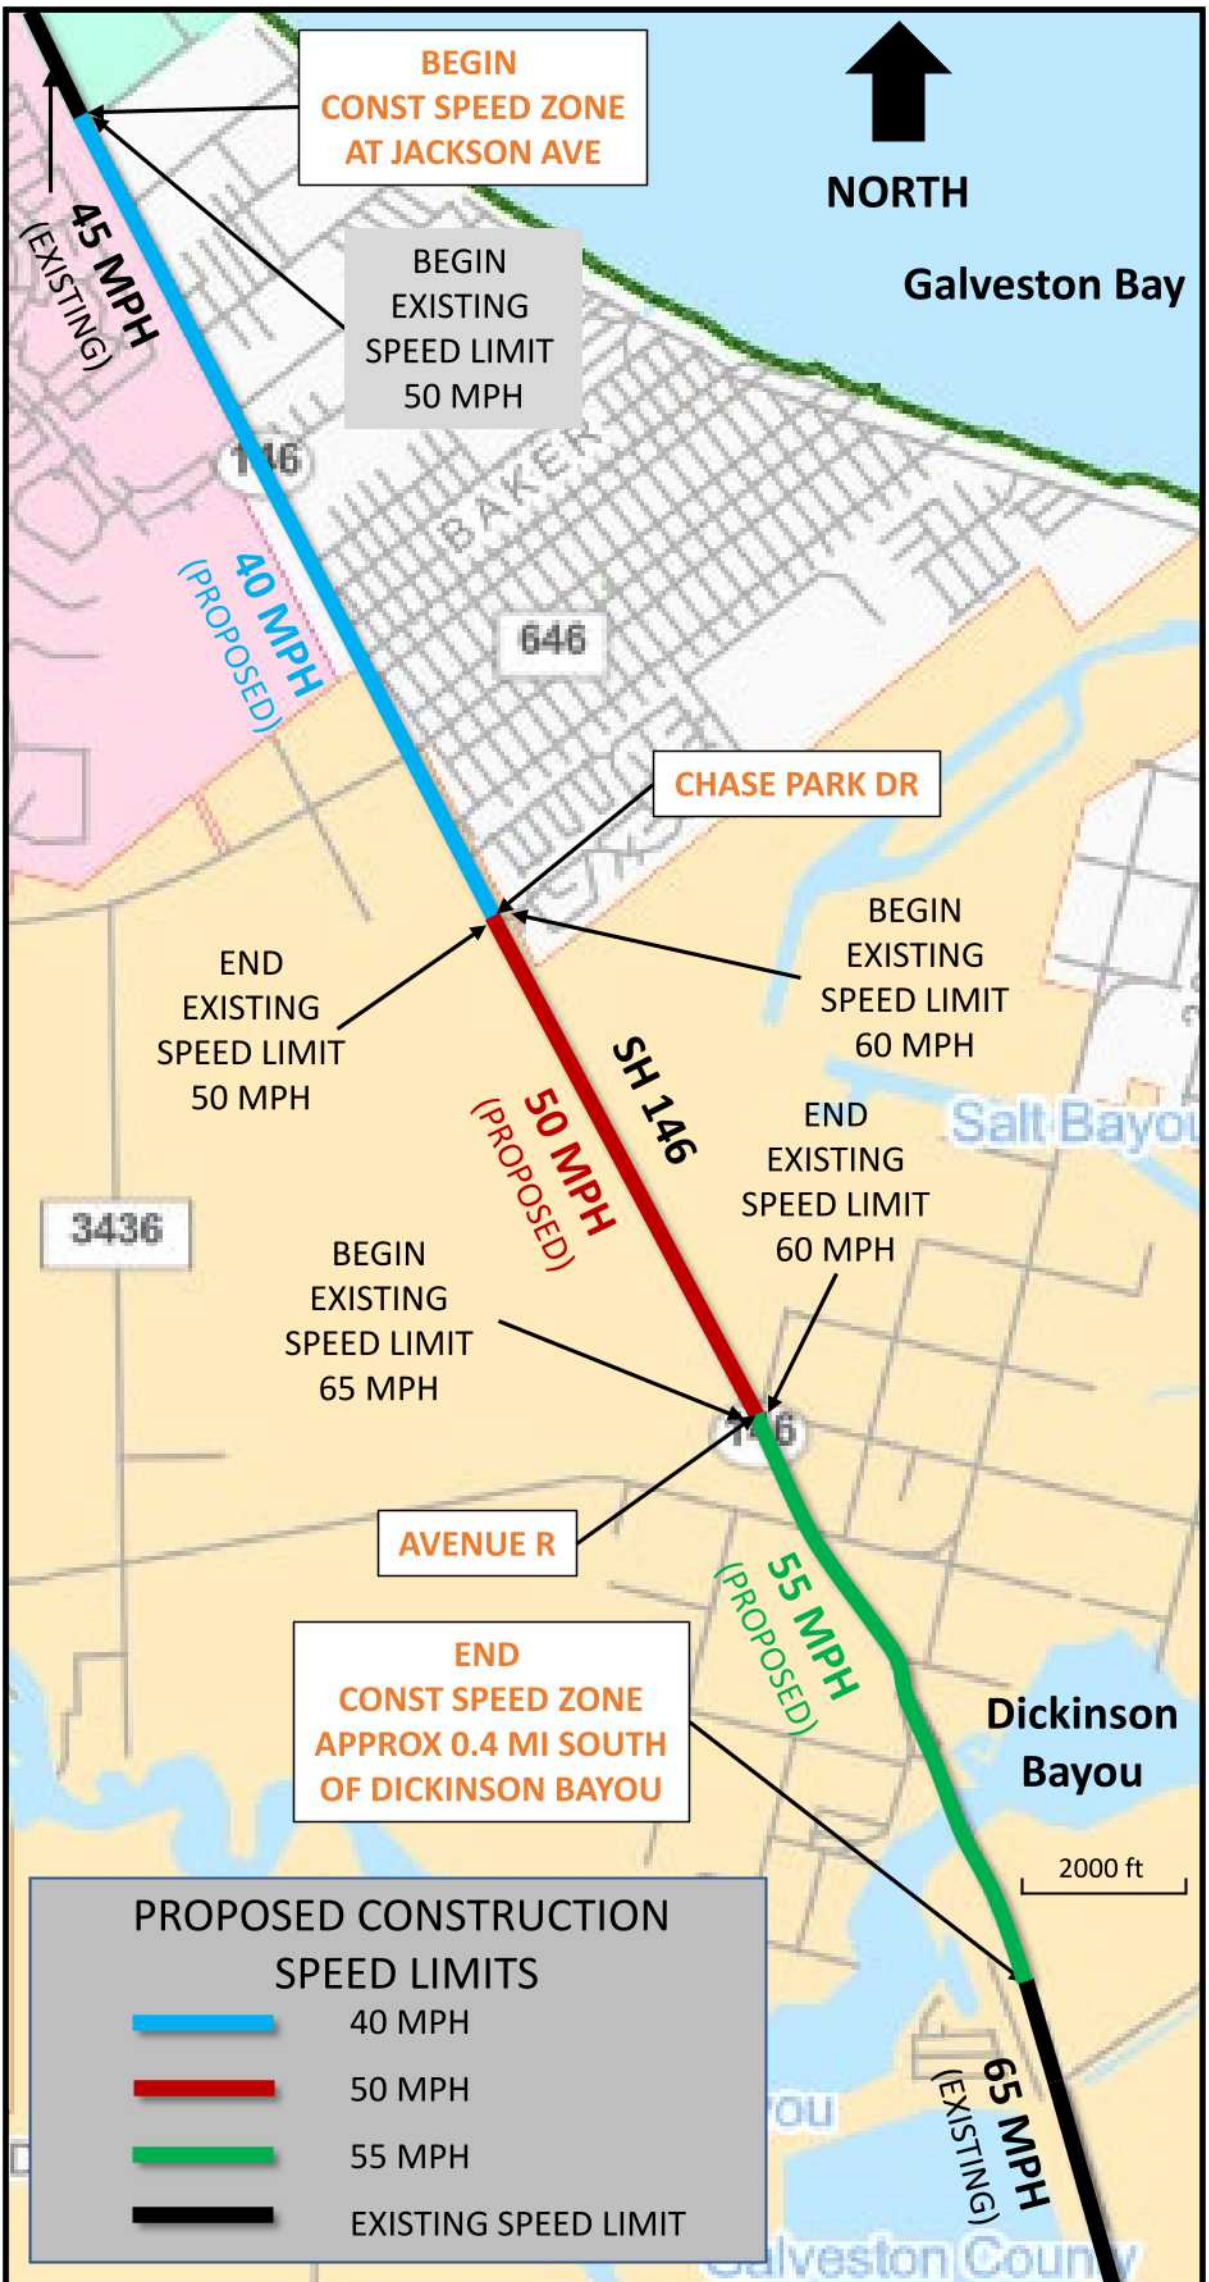 BEGIN
CONST SPEED ZONE
AT JACKSON AVE
NORTH
Galveston Bay
45 MPH
(EXISTING)
BEGIN
EXISTING
SPEED LIMIT
50 MPH
146
BAKER
40 MPH
(PROPOSED)
646
CHASE PARK DR
BEGIN
EXISTING
SPEED LIMIT
60 MPH
END
EXISTING
SPEED LIMIT
50 MPH
SH 146
50 MPH
(PROPOSED)
Salt Bayou
END
EXISTING
SPEED LIMIT
60 MPH
3436
BEGIN
EXISTING
SPEED LIMIT
65 MPH
146
AVENUE R
55 MPH
(PROPOSED)
END
CONST SPEED ZONE
APPROX 0.4 MI SOUTH
OF DICKINSON BAYOU
Dickinson
Bayou
2000 ft
PROPOSED CONSTRUCTION
SPEED LIMITS
40 MPH
50 MPH
55 MPH
EXISTING SPEED LIMIT
65 MPH
(EXISTING)
you
Galveston County